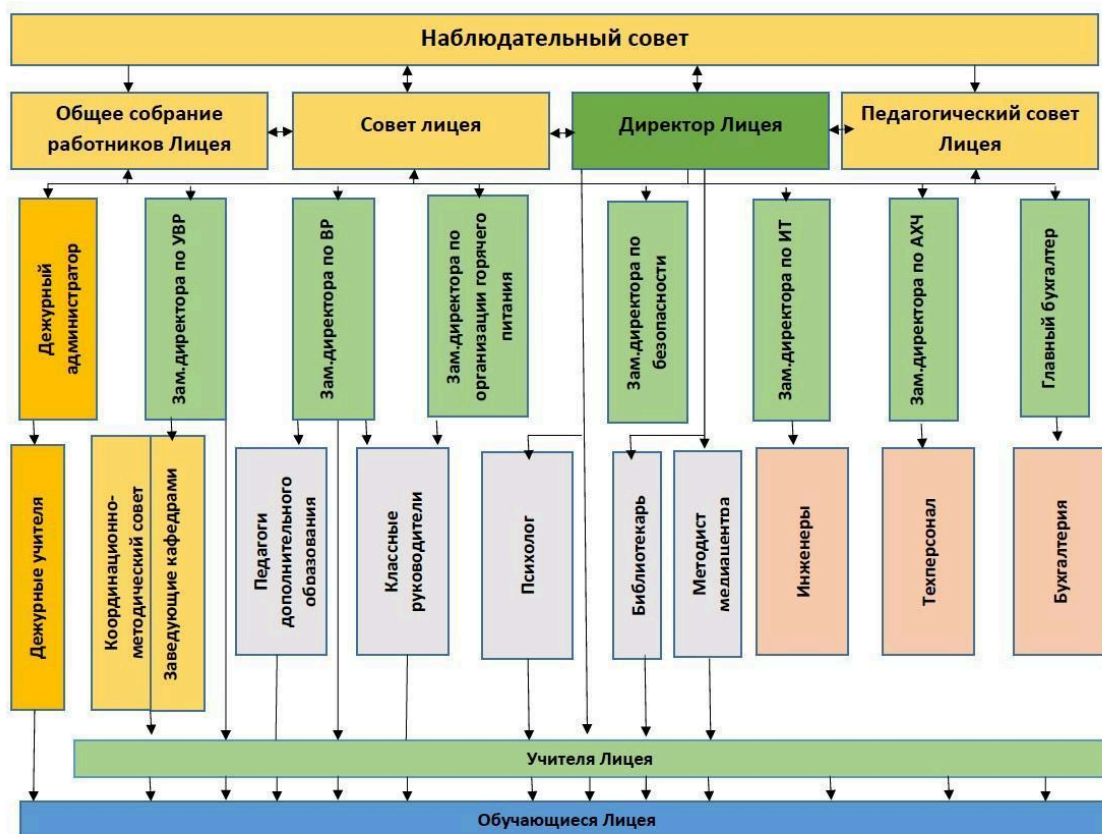 Наблюдательный совет
Общее собрание
работников Лицея
Совет лицея
Директор Лицея
Педагогический совет
Лицея
Дежурный
администратор
Зам.директора по УВР
Зам.директора по ВР
Зам.директора по
организации горячего
питания
Зам.директора по
безопасности
Зам.директора по ИТ
Зам.директора по АХЧ
Главный бухгалтер
Дежурные учителя
Координационно-
методический совет
Заведующие кафедрами
Педагоги
дополнительного
образования
Классные
руководители
Психолог
Библиотекарь
Методист
медиацентра
Инженеры
Техперсонал
Бухгалтерия
Учителя Лицея
Обучающиеся Лицея